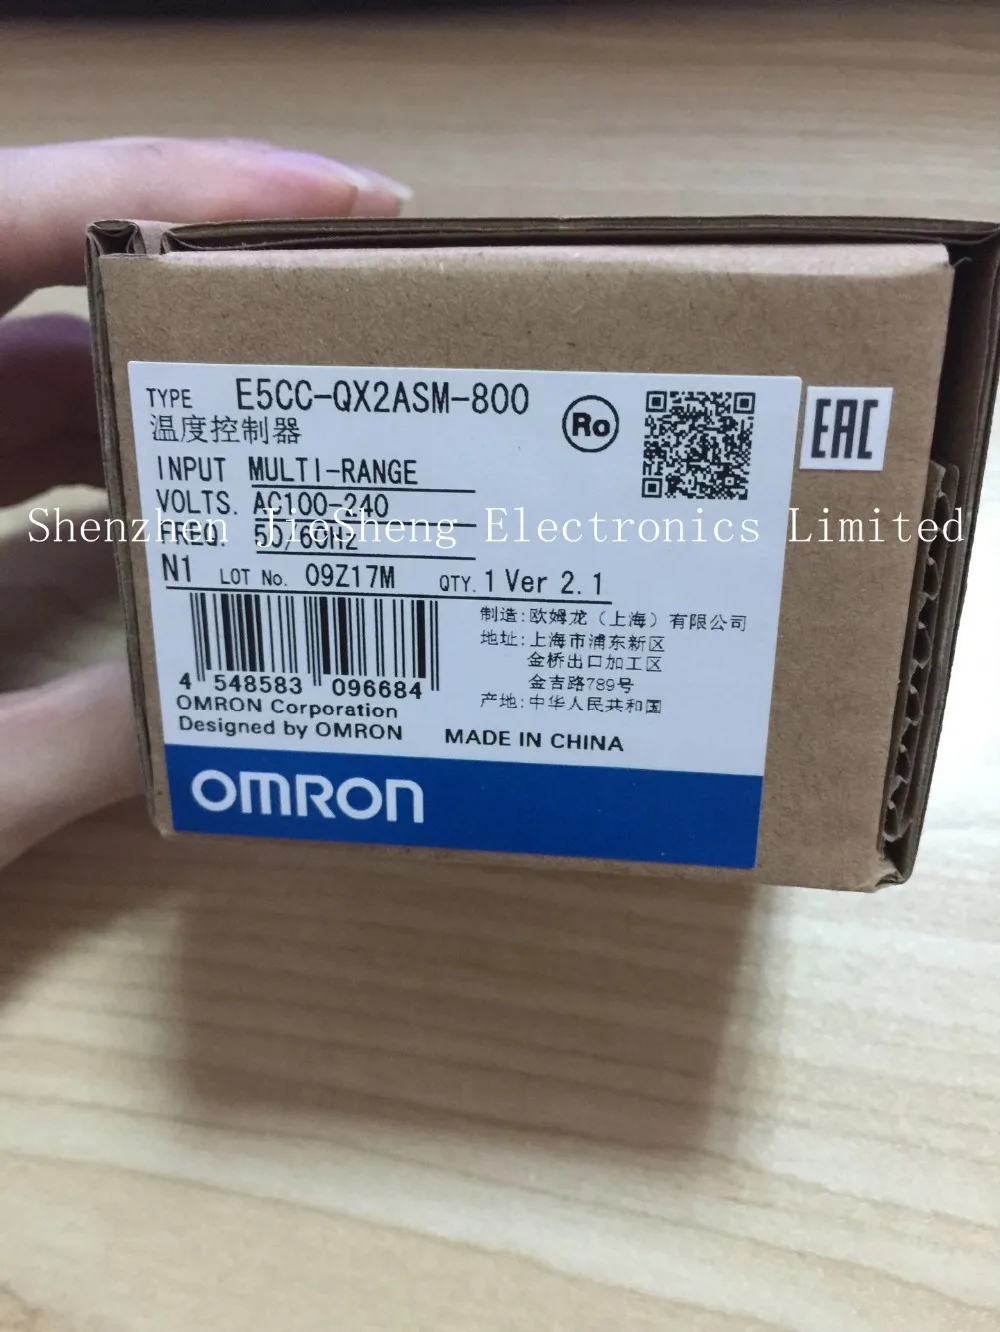 TYPE E5CC-QX2ASM-800
温度控制器
Ro
EAC
INPUT MULTI-RANGE
VOLTS. AC100-240
Shenzhen JieSheng Electronics Limited
FREQ. 50/60Hz
N1 LOT No. 09Z17M QTY. 1 Ver 2.1
制造:欧姆龙（上海）有限公司
地址:上海市浦东新区
金桥出口加工区
金吉路789号
产地:中华人民共和国
4 548583 096684
OMRON Corporation
Designed by OMRON MADE IN CHINA
OMRON